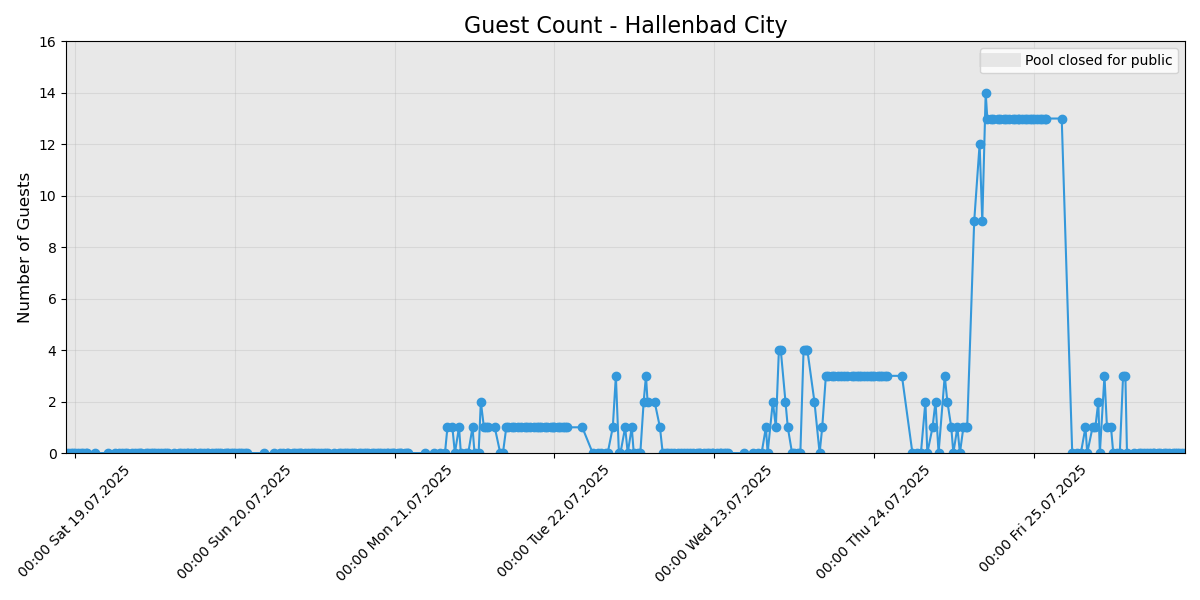 Guest Count - Hallenbad City
Pool closed for public
Number of Guests
16
14
12
10
8
6
4
2
0
00:00 Sat 19.07.2025
00:00 Sun 20.07.2025
00:00 Mon 21.07.2025
00:00 Tue 22.07.2025
00:00 Wed 23.07.2025
00:00 Thu 24.07.2025
00:00 Fri 25.07.2025